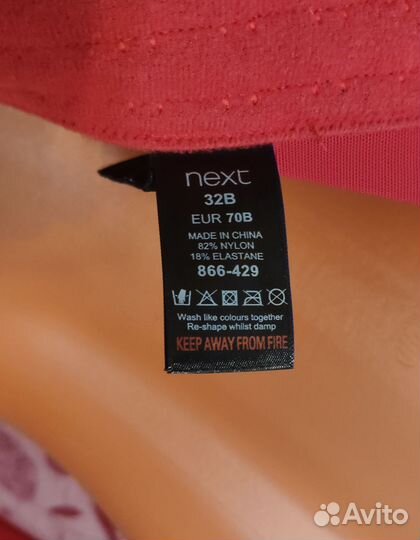 next
32B
EUR 70B
MADE IN CHINA
82% NYLON
18% ELASTANE
866-429
Wash like colours together
Re-shape whilst damp
KEEP AWAY FROM FIRE
Avito